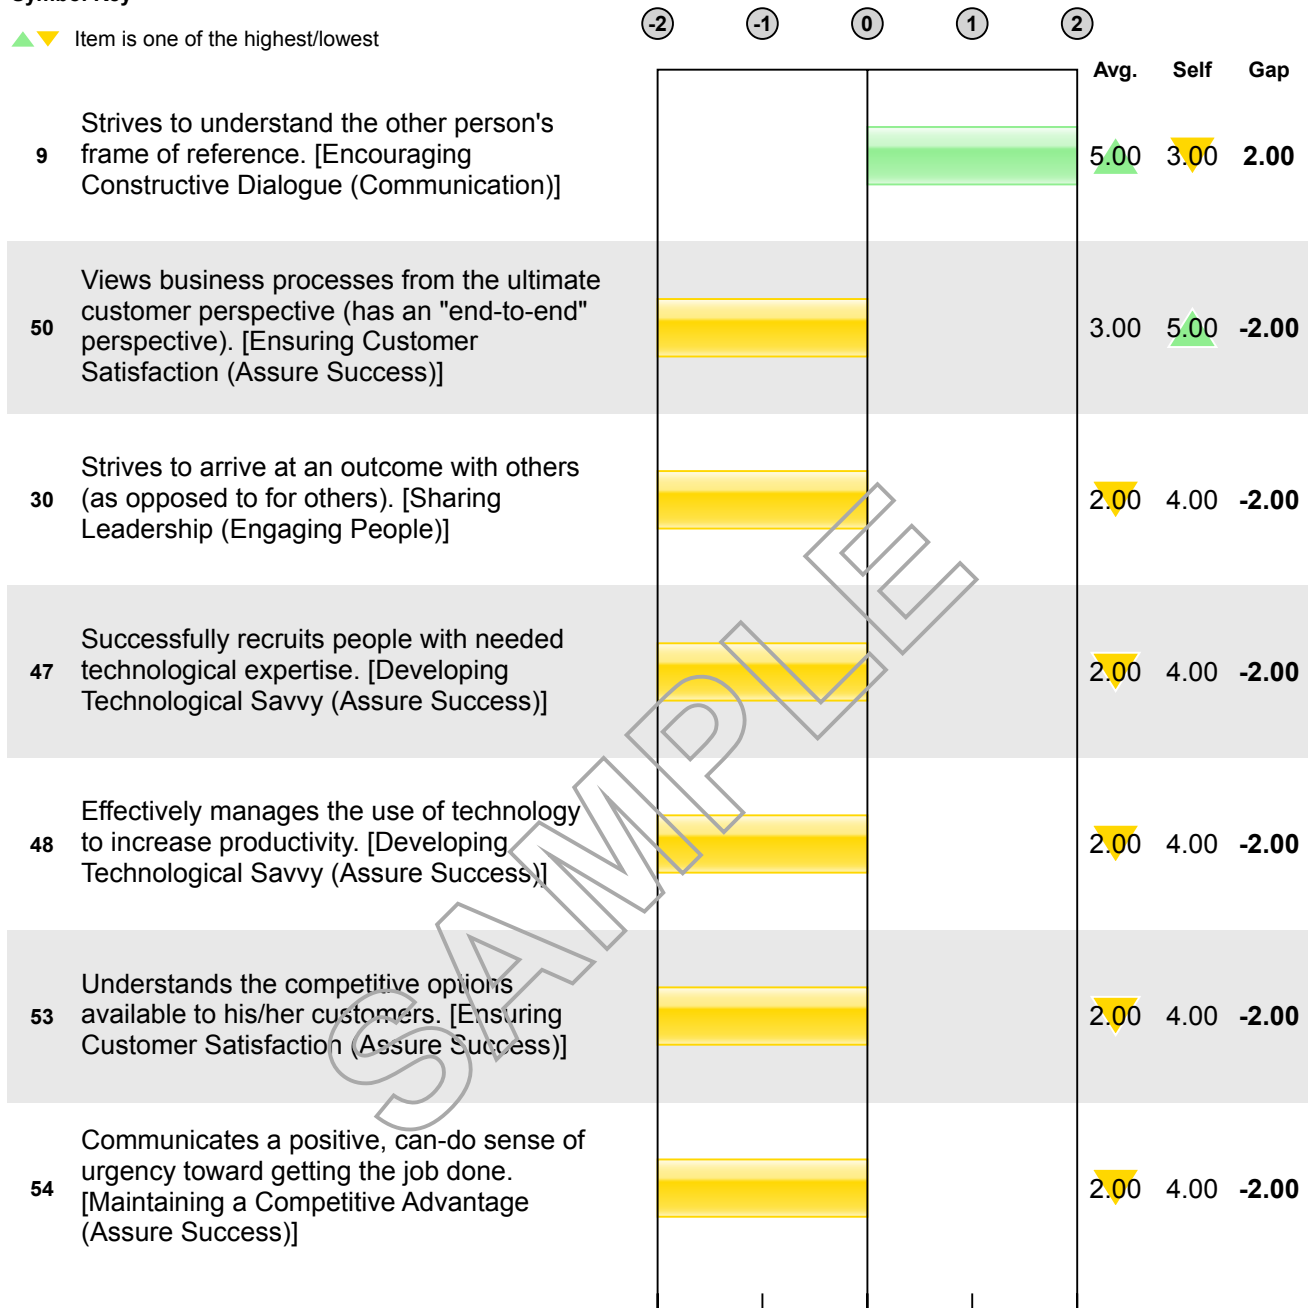 Item is one of the highest/lowest
-2 -1 0 1 2
Avg. Self Gap
9 Strives to understand the other person's frame of reference. [Encouraging Constructive Dialogue (Communication)] 5.00 3.00 2.00
50 Views business processes from the ultimate customer perspective (has an "end-to-end" perspective). [Ensuring Customer Satisfaction (Assure Success)] 3.00 5.00 -2.00
30 Strives to arrive at an outcome with others (as opposed to for others). [Sharing Leadership (Engaging People)] 2.00 4.00 -2.00
47 Successfully recruits people with needed technological expertise. [Developing Technological Savvy (Assure Success)] 2.00 4.00 -2.00
48 Effectively manages the use of technology to increase productivity. [Developing Technological Savvy (Assure Success)] 2.00 4.00 -2.00
53 Understands the competitive options available to his/her customers. [Ensuring Customer Satisfaction (Assure Success)] 2.00 4.00 -2.00
54 Communicates a positive, can-do sense of urgency toward getting the job done. [Maintaining a Competitive Advantage (Assure Success)] 2.00 4.00 -2.00
SAMPLE